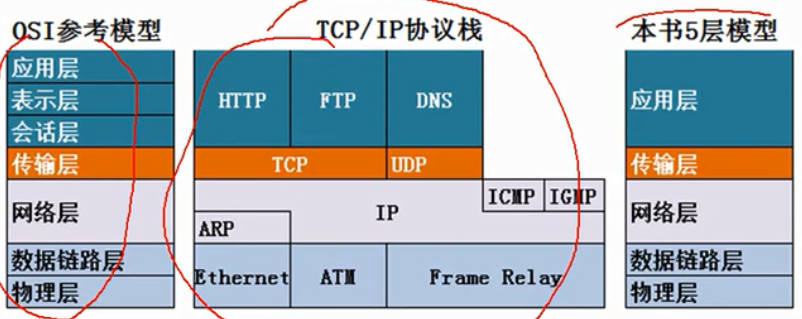 OSI参考模型 TCP/IP协议栈 本书5层模型
应用层
表示层 HTTP FTP DNS 应用层
会话层
传输层 TCP UDP 传输层
网络层 IP ICMP IGMP 网络层
ARP
数据链路层 数据链路层
Ethernet ATM Frame Relay
物理层 物理层